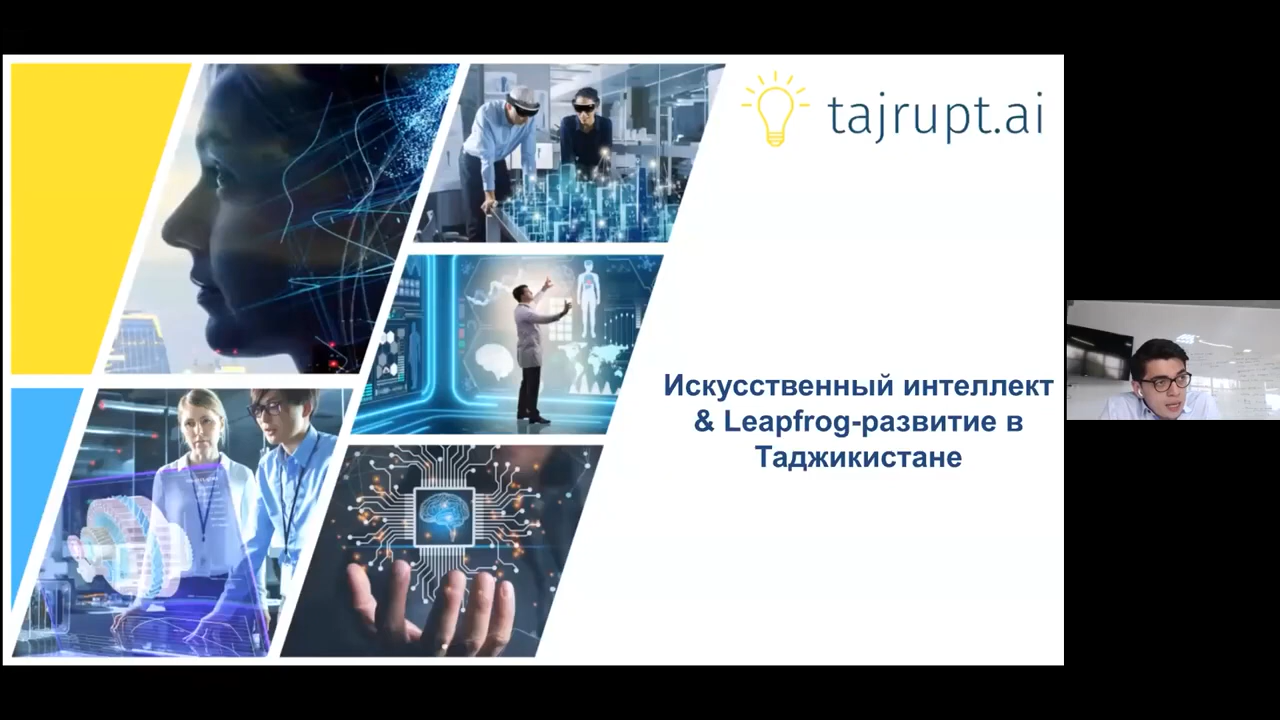 tajrupt.ai
Искусственный интеллект
& Leapfrog-развитие в
Таджикистане